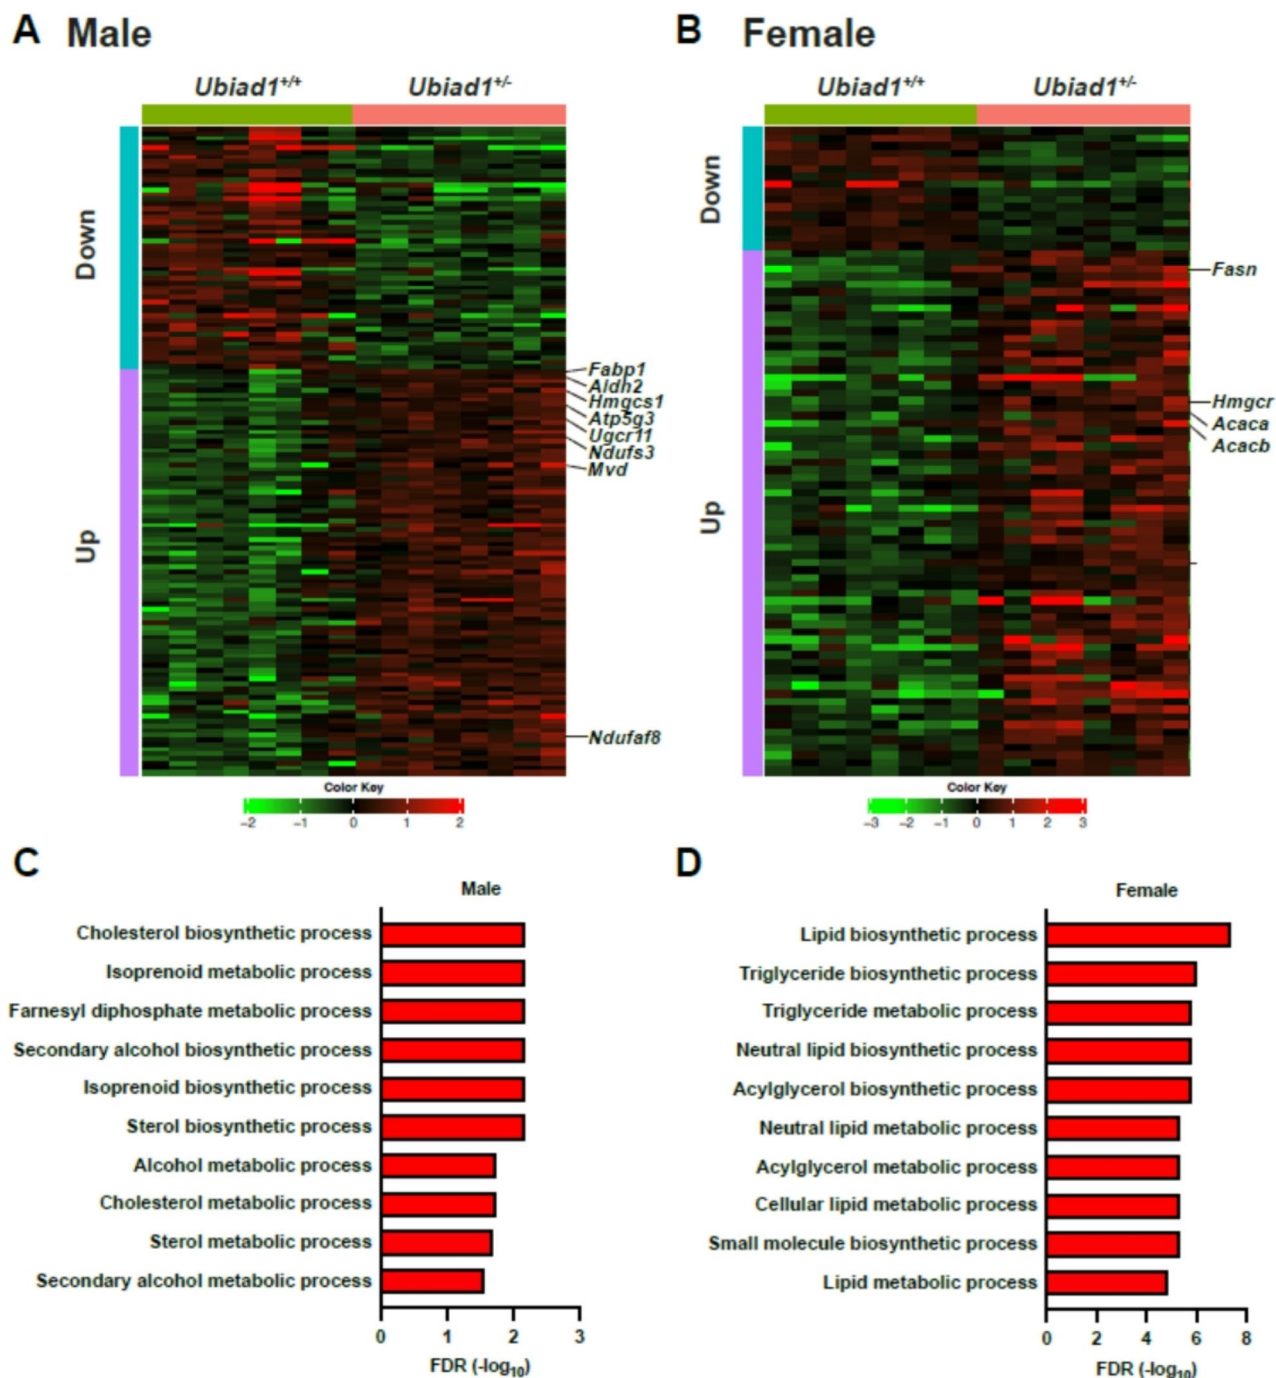 A Male
Ubiad1+/+ Ubiad1+/-
Down
Up
Fabp1
Aldh2
Hmgcs1
Atp5g3
Ugcr11
Ndufs3
Mvd
Ndufaf8
Color Key
−2 −1 0 1 2
B Female
Ubiad1+/+ Ubiad1+/-
Down
Up
Fasn
Hmgcr
Acaca
Acacb
Color Key
−3 −2 −1 0 1 2 3
C
Male
Cholesterol biosynthetic process
Isoprenoid metabolic process
Farnesyl diphosphate metabolic process
Secondary alcohol biosynthetic process
Isoprenoid biosynthetic process
Sterol biosynthetic process
Alcohol metabolic process
Cholesterol metabolic process
Sterol metabolic process
Secondary alcohol metabolic process
0 1 2 3
FDR (-log10)
D
Female
Lipid biosynthetic process
Triglyceride biosynthetic process
Triglyceride metabolic process
Neutral lipid biosynthetic process
Acylglycerol biosynthetic process
Neutral lipid metabolic process
Acylglycerol metabolic process
Cellular lipid metabolic process
Small molecule biosynthetic process
Lipid metabolic process
0 2 4 6 8
FDR (-log10)